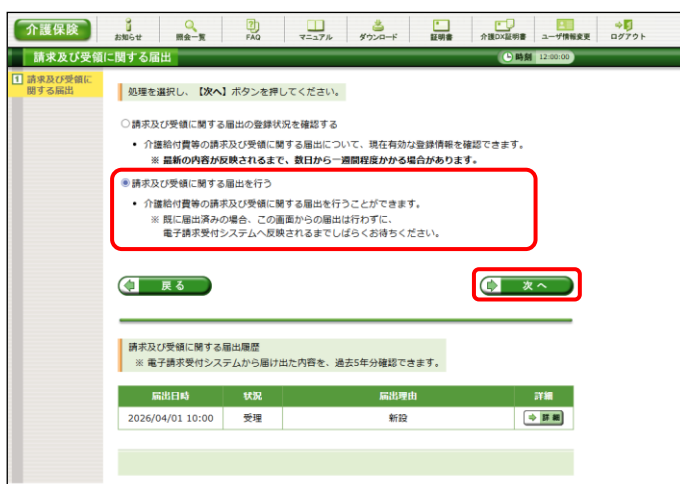 介護保険
お知らせ
照会一覧
FAQ
マニュアル
ダウンロード
証明書
介護DX証明書
ユーザ情報変更
ログアウト
請求及び受領に関する届出
時刻 12:00:00
1 請求及び受領に
関する届出
処理を選択し、【次へ】ボタンを押してください。
請求及び受領に関する届出の登録状況を確認する
• 介護給付費等の請求及び受領に関する届出について、現在有効な登録情報を確認できます。
※ 最新の内容が反映されるまで、数日から一週間程度かかる場合があります。
請求及び受領に関する届出を行う
• 介護給付費等の請求及び受領に関する届出を行うことができます。
※ 既に届出済みの場合、この画面からの届出は行わずに、
電子請求受付システムへ反映されるまでしばらくお待ちください。
戻る
次へ
請求及び受領に関する届出履歴
※ 電子請求受付システムから届け出た内容を、過去5年分確認できます。
届出日時 状況 届出理由 詳細
2026/04/01 10:00 受理 新設 詳細